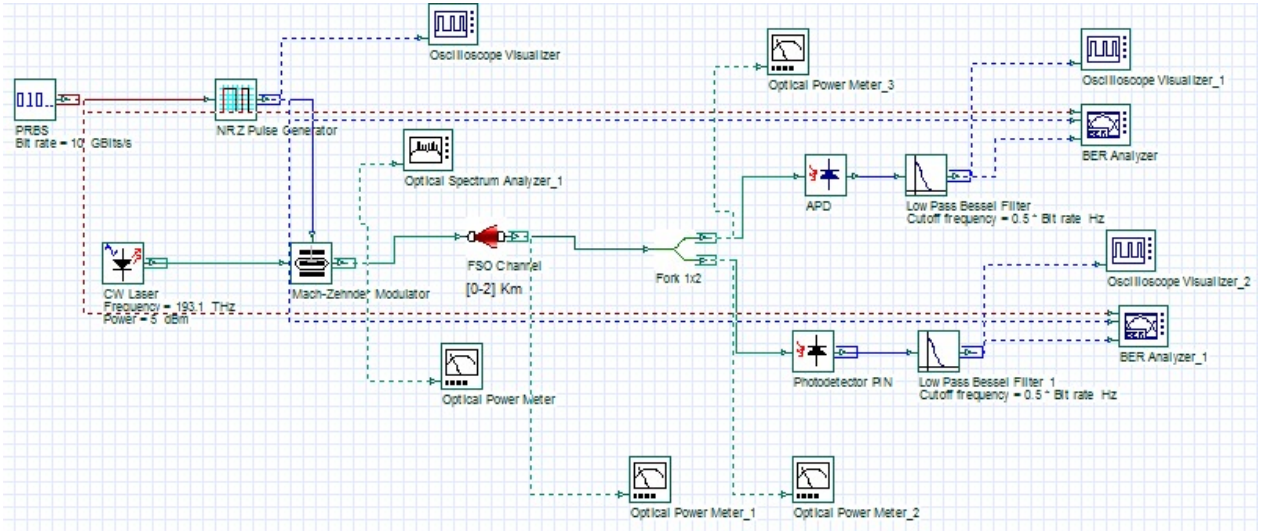 Oscilloscope Visualizer
Optical Power Meter_3
Oscilloscope Visualizer_1
0.1.0...
PRBS
Bit rate = 10 GBits/s
NRZ Pulse Generator
BER Analyzer
Optical Spectrum Analyzer_1
APD
Low Pass Bessel Filter
Cutoff frequency = 0.5 * Bit rate Hz
FSO Channel
[0-2] Km
Fork 1x2
Oscilloscope Visualizer_2
CW Laser
Frequency = 193.1 THz
Power = 5 dBm
Mach-Zehnder Modulator
BER Analyzer_1
Photodetector PIN
Low Pass Bessel Filter_1
Cutoff frequency = 0.5 * Bit rate Hz
Optical Power Meter
Optical Power Meter_1
Optical Power Meter_2